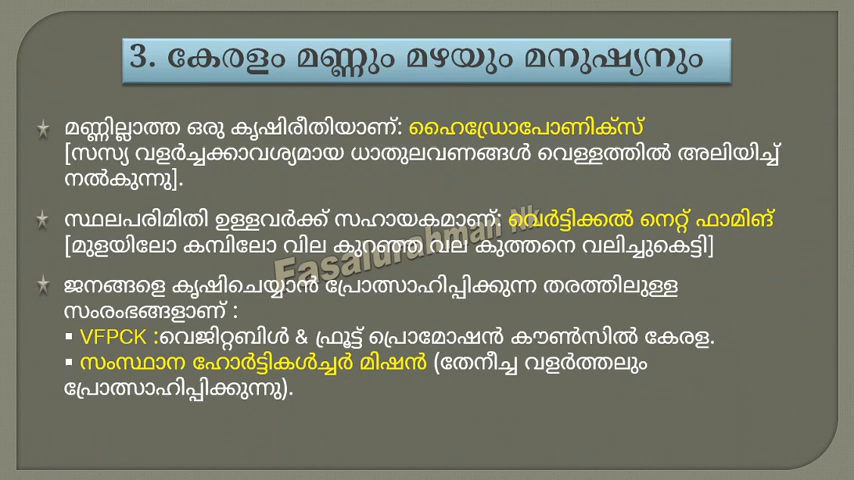 3. കേരളം മണ്ണും മഴയും മനുഷ്യനും
മണ്ണില്ലാത്ത ഒരു കൃഷിരീതിയാണ്: ഹൈഡ്രോപോണിക്സ്
[സസ്യ വളർച്ചക്കാവശ്യമായ ധാതുലവണങ്ങൾ വെള്ളത്തിൽ അലിയിച്ച്
നൽകുന്നു].
സ്ഥലപരിമിതി ഉള്ളവർക്ക് സഹായകമാണ്: വെർട്ടിക്കൽ നെറ്റ് ഫാമിങ്
[മുളയിലോ കമ്പിലോ വില കുറഞ്ഞ വല കുത്തനെ വലിച്ചുകെട്ടി]
Fasalurahman Nk
ജനങ്ങളെ കൃഷിചെയ്യാൻ പ്രോത്സാഹിപ്പിക്കുന്ന തരത്തിലുള്ള
സംരംഭങ്ങളാണ് :
▪ VFPCK :വെജിറ്റബിൾ & ഫ്രൂട്ട് പ്രൊമോഷൻ കൗൺസിൽ കേരള.
▪ സംസ്ഥാന ഹോർട്ടികൾച്ചർ മിഷൻ (തേനീച്ച വളർത്തലും
പ്രോത്സാഹിപ്പിക്കുന്നു).